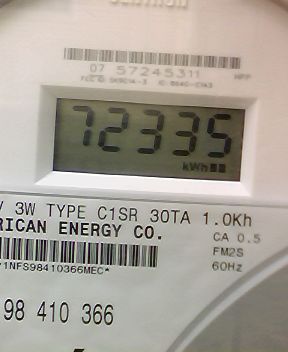 07 57245311
72335
kWh
V 3W TYPE C1SR 30TA 1.0Kh
RICAN ENERGY CO.
CA 0.5
FM2S
60Hz
*1NFS98410366MEC*
98 410 366